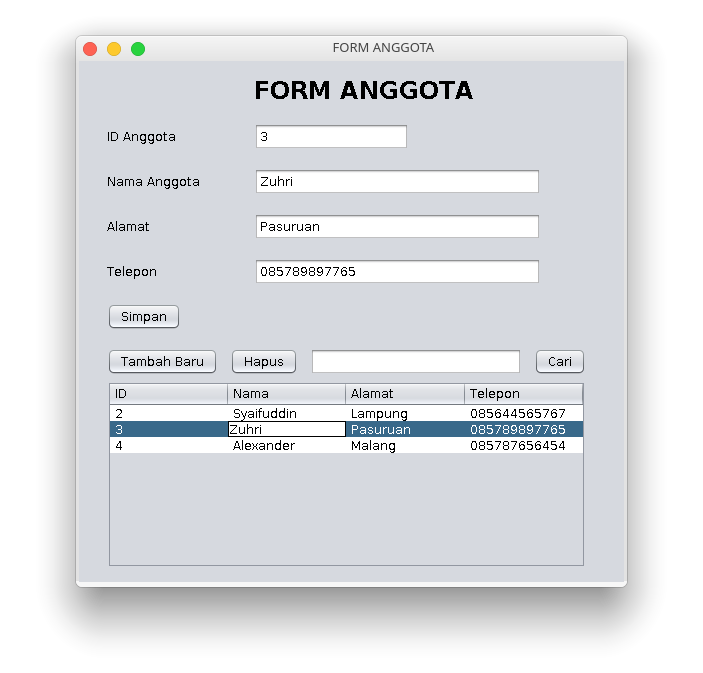 FORM ANGGOTA
FORM ANGGOTA
ID Anggota 3
Nama Anggota Zuhri
Alamat Pasuruan
Telepon 085789897765
Simpan
Tambah Baru Hapus Cari
ID Nama Alamat Telepon
2 Syaifuddin Lampung 085644565767
3 Zuhri Pasuruan 085789897765
4 Alexander Malang 085787656454